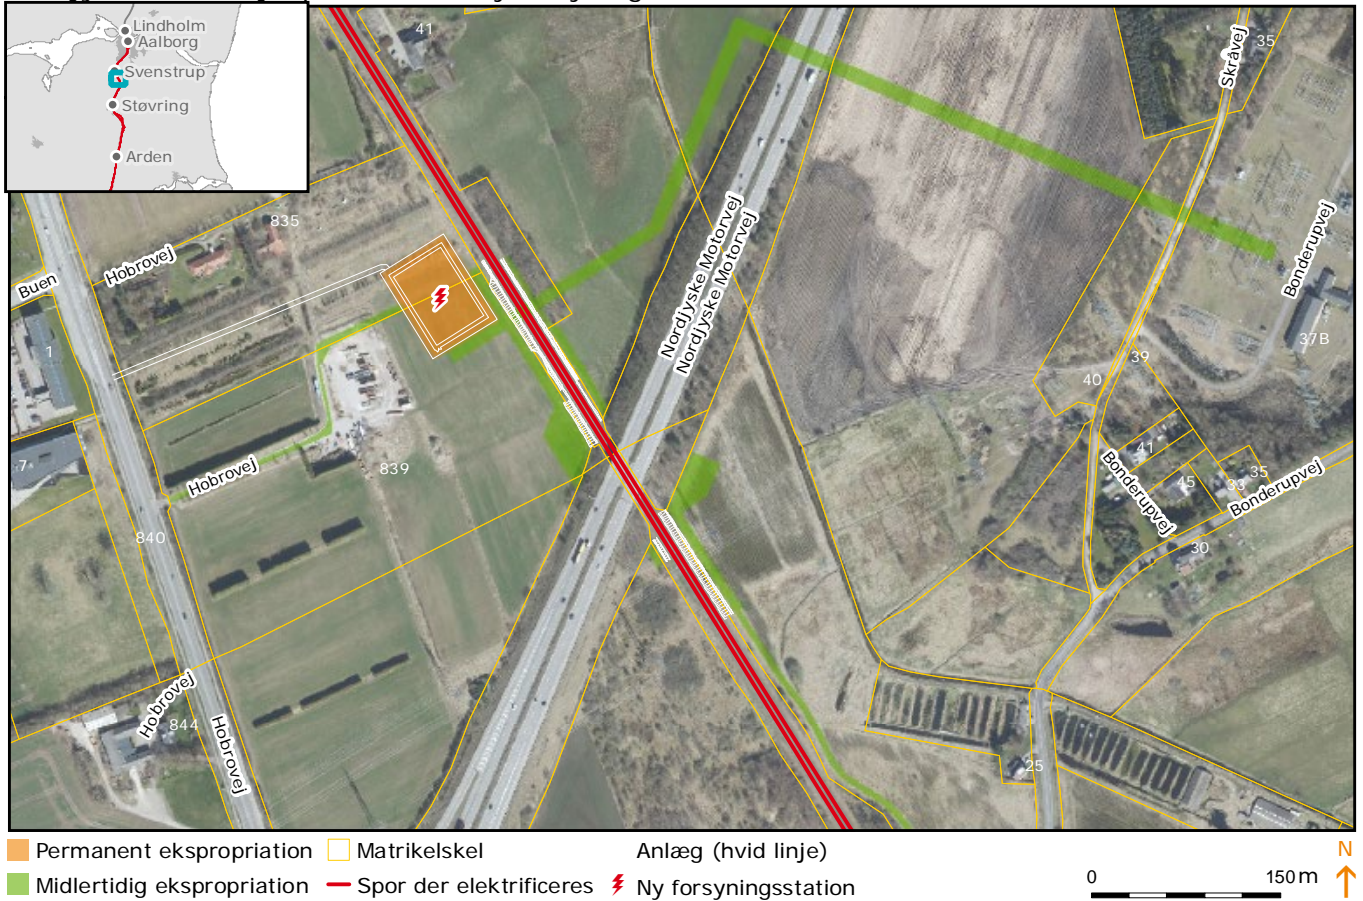 Lindholm
Aalborg
Svenstrup
Støvring
Arden
41
35
Skråvej
835
Hobrovej
Buen
1
Nordjyske Motorvej
Nordjyske Motorvej
Bonderupvej
37B
39
40
7
Hobrovej
839
41
45
33
35
Bonderupvej
Bonderupvej
840
30
Hobrovej
844
Hobrovej
25
Permanent ekspropriation
Matrikelskel
Anlæg (hvid linje)
Midlertidig ekspropriation
Spor der elektrificeres
Ny forsyningsstation
0 150 m
N